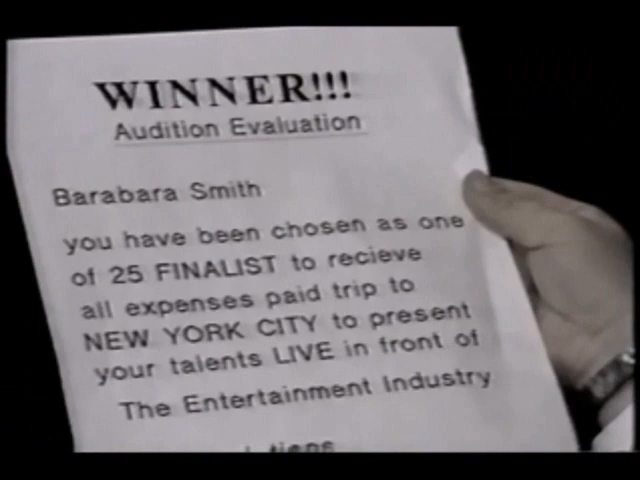 WINNER!!!
Audition Evaluation
Barabara Smith
you have been chosen as one
of 25 FINALIST to recieve
all expenses paid trip to
NEW YORK CITY to present
your talents LIVE in front of
The Entertainment Industry